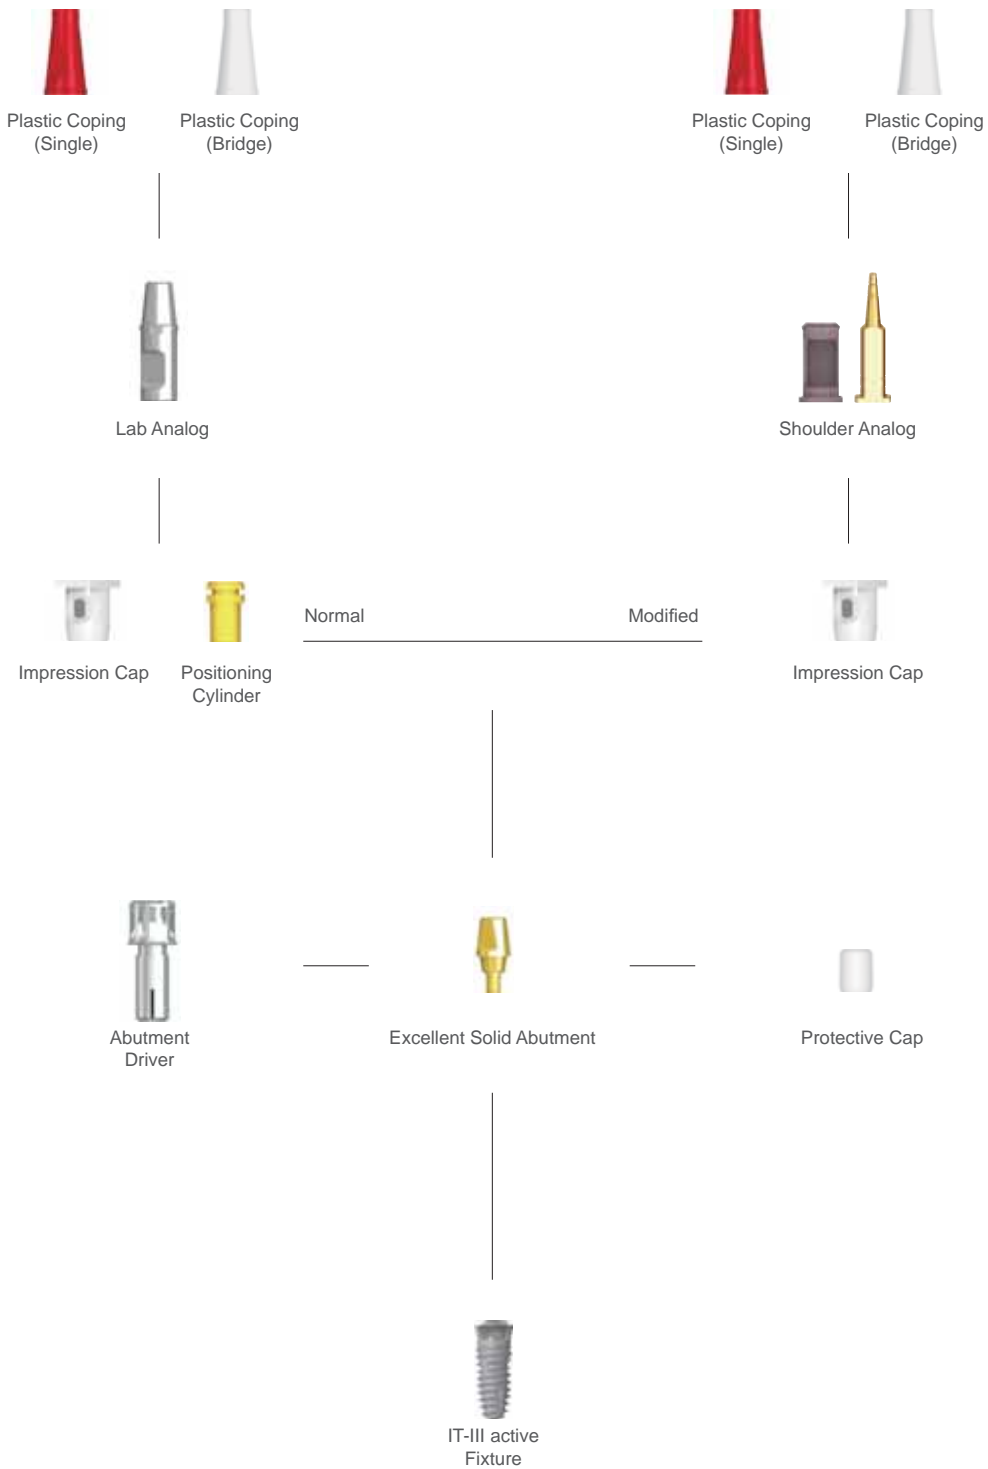 Plastic Coping
(Single)
Plastic Coping
(Bridge)
Plastic Coping
(Single)
Plastic Coping
(Bridge)
Lab Analog
Shoulder Analog
Normal
Modified
Impression Cap
Positioning
Cylinder
Impression Cap
Abutment
Driver
Excellent Solid Abutment
Protective Cap
IT-III active
Fixture